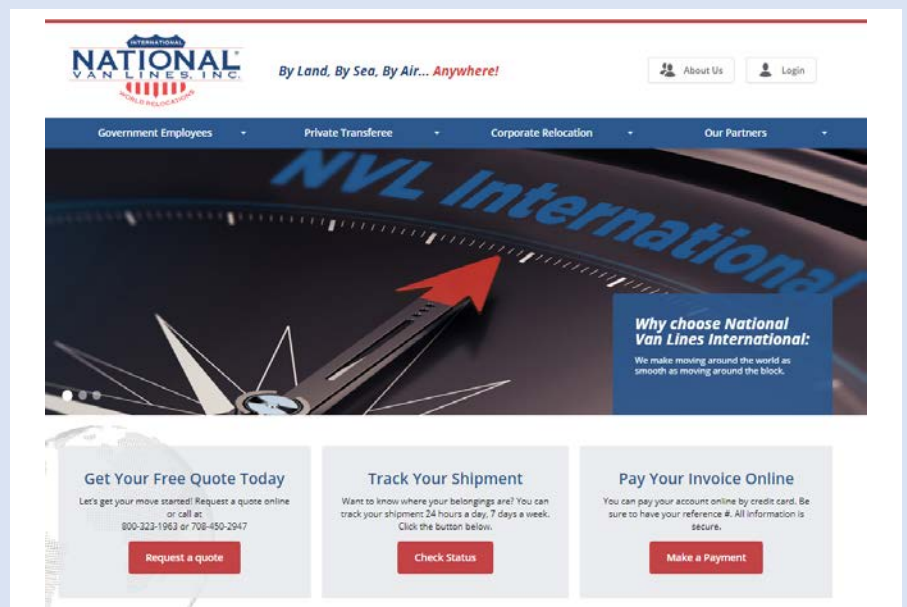 INTERNATIONAL
NATIONAL
VAN LINES, INC.
WORLD RELOCATIONS
By Land, By Sea, By Air... Anywhere!
About Us
Login
Government Employees
Private Transferee
Corporate Relocation
Our Partners
NVL International
Why choose National
Van Lines International:
We make moving around the world as
smooth as moving around the block.
Get Your Free Quote Today
Let's get your move started! Request a quote online
or call at
800-323-1963 or 708-450-2947
Request a quote
Track Your Shipment
Want to know where your belongings are? You can
track your shipment 24 hours a day, 7 days a week.
Click the button below.
Check Status
Pay Your Invoice Online
You can pay your account online by credit card. Be
sure to have your reference #. All information is
secure.
Make a Payment